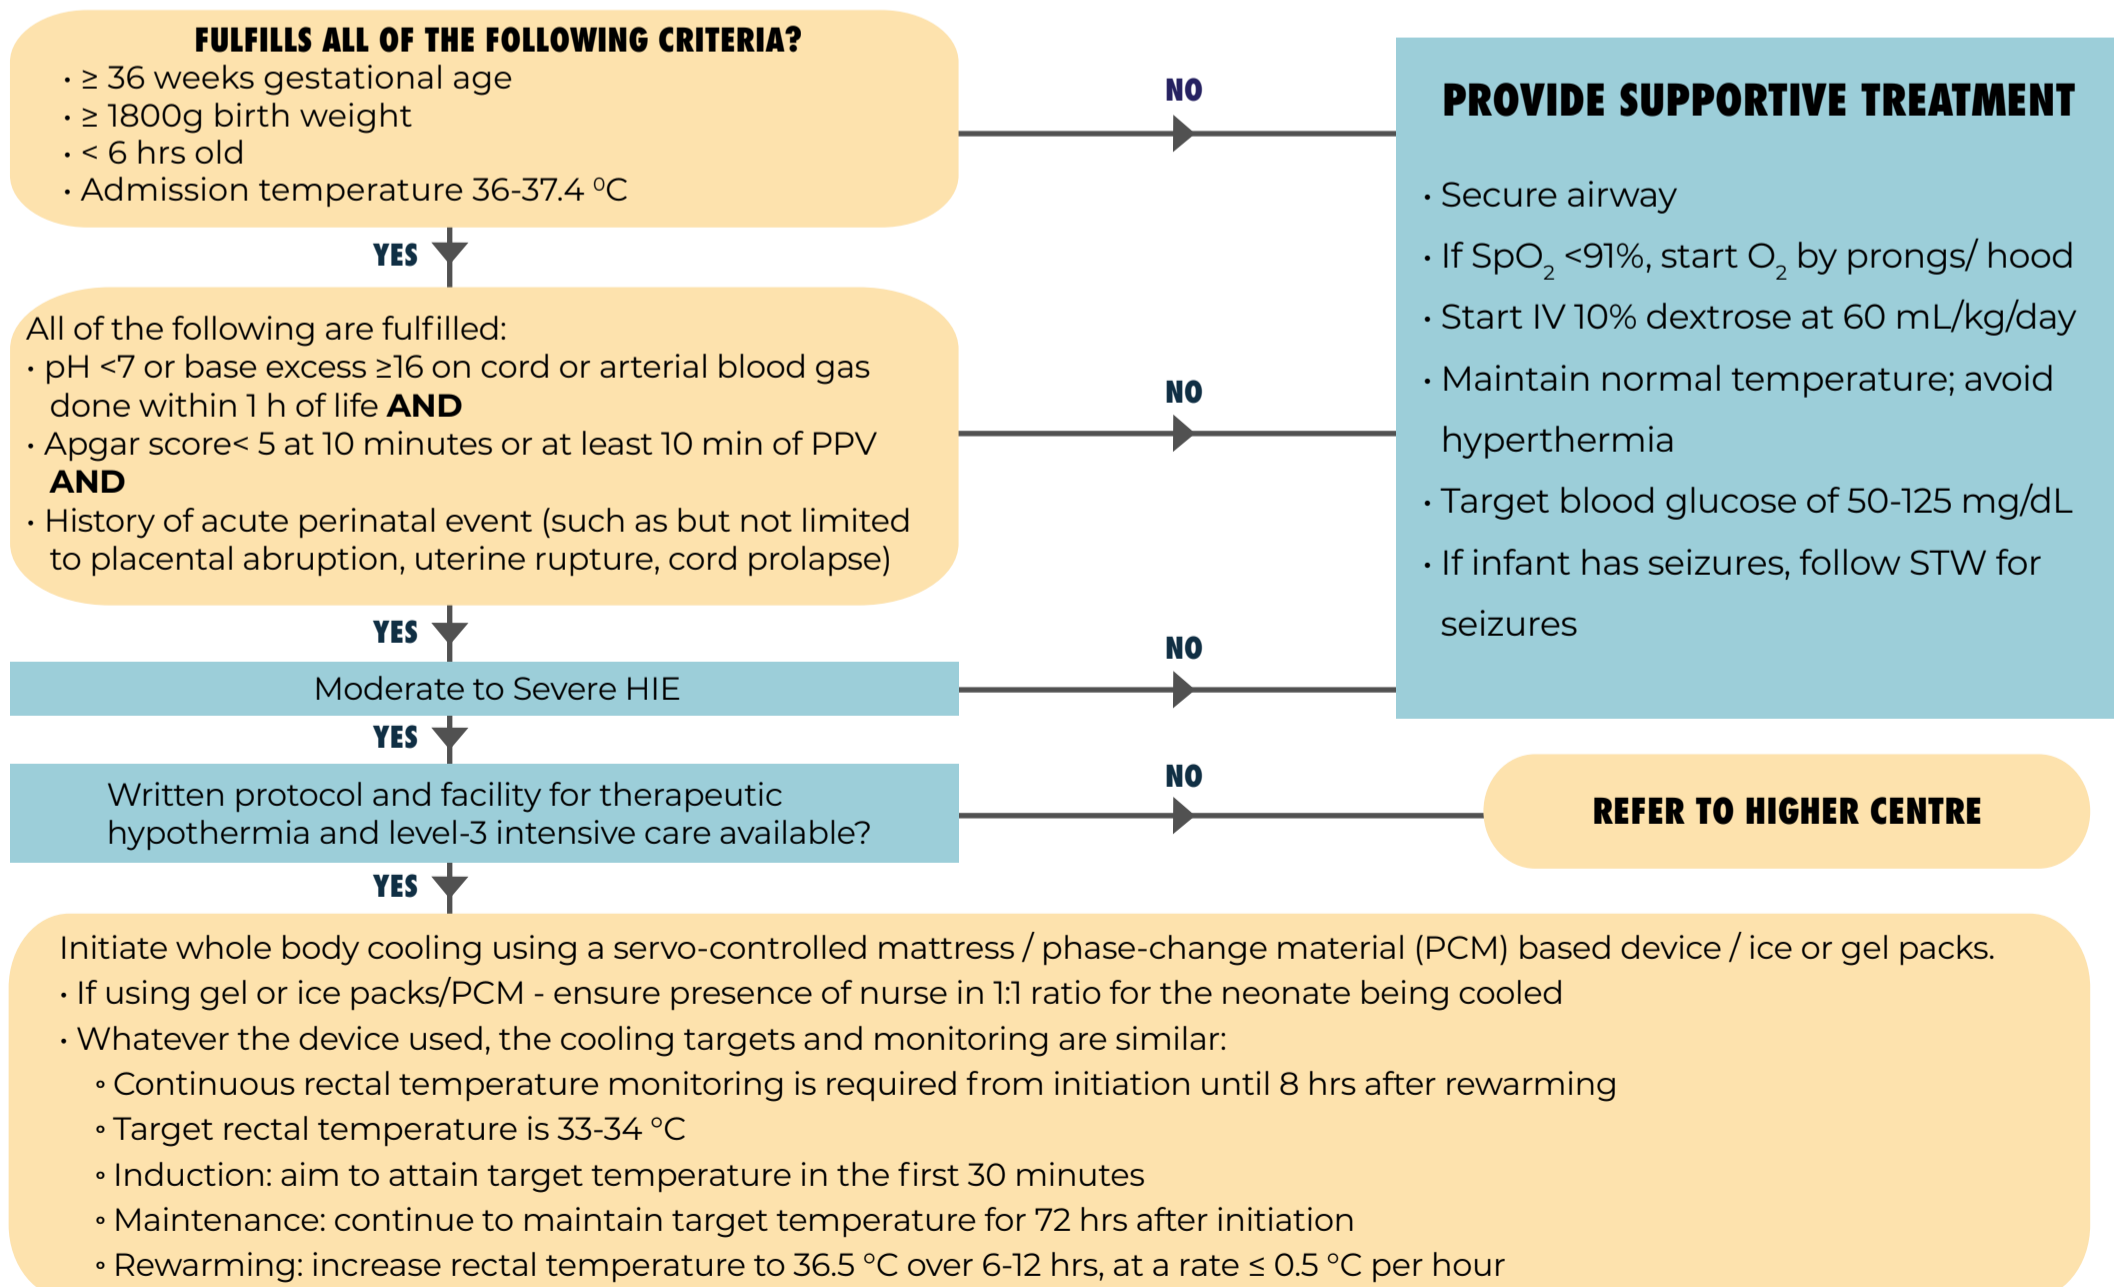 FULFILLS ALL OF THE FOLLOWING CRITERIA?
· ≥ 36 weeks gestational age
· ≥ 1800g birth weight
· < 6 hrs old
· Admission temperature 36-37.4 ⁰C
NO
YES
All of the following are fulfilled:
· pH <7 or base excess ≥16 on cord or arterial blood gas
done within 1 h of life AND
· Apgar score< 5 at 10 minutes or at least 10 min of PPV
AND
· History of acute perinatal event (such as but not limited
to placental abruption, uterine rupture, cord prolapse)
NO
YES
Moderate to Severe HIE
NO
PROVIDE SUPPORTIVE TREATMENT
· Secure airway
· If SpO₂ <91%, start O₂ by prongs/ hood
· Start IV 10% dextrose at 60 mL/kg/day
· Maintain normal temperature; avoid
hyperthermia
· Target blood glucose of 50-125 mg/dL
· If infant has seizures, follow STW for
seizures
YES
Written protocol and facility for therapeutic
hypothermia and level-3 intensive care available?
NO
REFER TO HIGHER CENTRE
YES
Initiate whole body cooling using a servo-controlled mattress / phase-change material (PCM) based device / ice or gel packs.
· If using gel or ice packs/PCM - ensure presence of nurse in 1:1 ratio for the neonate being cooled
· Whatever the device used, the cooling targets and monitoring are similar:
∘ Continuous rectal temperature monitoring is required from initiation until 8 hrs after rewarming
∘ Target rectal temperature is 33-34 °C
∘ Induction: aim to attain target temperature in the first 30 minutes
∘ Maintenance: continue to maintain target temperature for 72 hrs after initiation
∘ Rewarming: increase rectal temperature to 36.5 °C over 6-12 hrs, at a rate ≤ 0.5 °C per hour